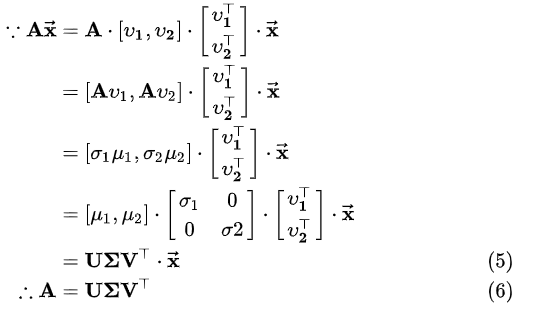 ∵ Ax⃗ = A · [υ₁, υ₂] · [υ₁^⊤ ; υ₂^⊤] · x⃗
= [Aυ₁, Aυ₂] · [υ₁^⊤ ; υ₂^⊤] · x⃗
= [σ₁μ₁, σ₂μ₂] · [υ₁^⊤ ; υ₂^⊤] · x⃗
= [μ₁, μ₂] · [σ₁ 0 ; 0 σ2] · [υ₁^⊤ ; υ₂^⊤] · x⃗
= UΣV^⊤ · x⃗ (5)
∴ A = UΣV^⊤ (6)